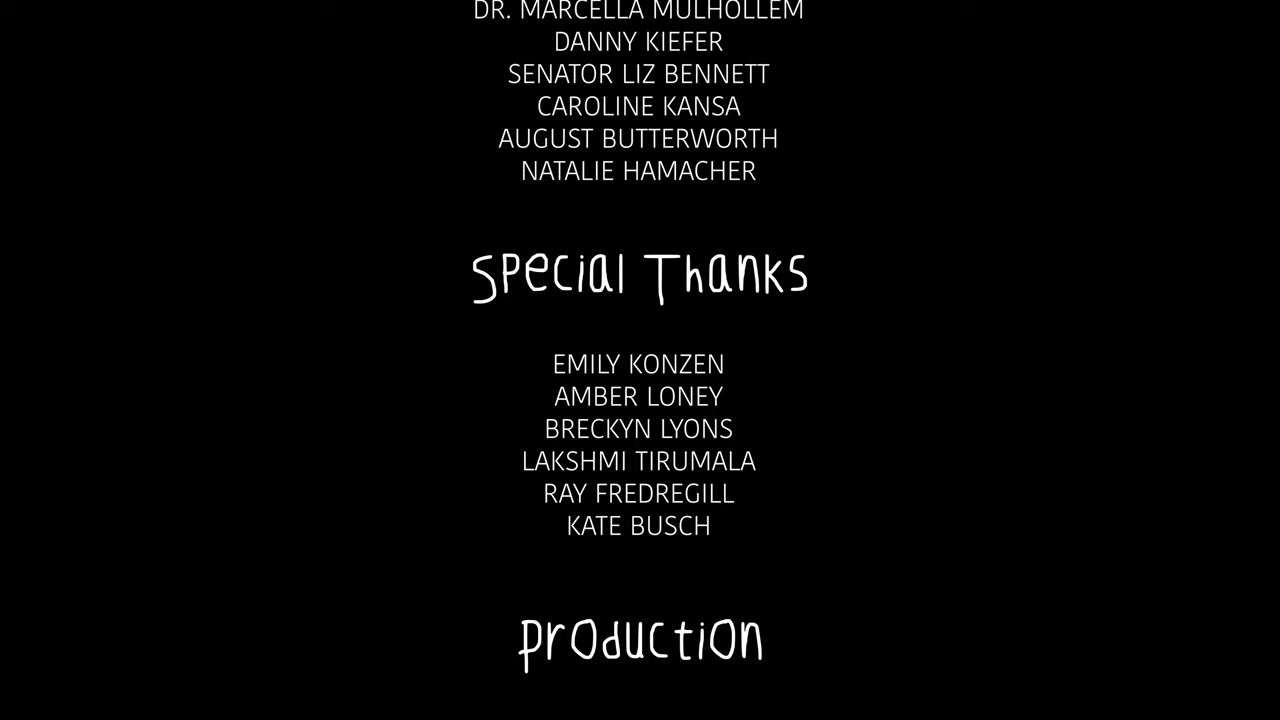 DR. MARCELLA MULHOLLEM
DANNY KIEFER
SENATOR LIZ BENNETT
CAROLINE KANSA
AUGUST BUTTERWORTH
NATALIE HAMACHER
Special Thanks
EMILY KONZEN
AMBER LONEY
BRECKYN LYONS
LAKSHMI TIRUMALA
RAY FREDREGILL
KATE BUSCH
Production